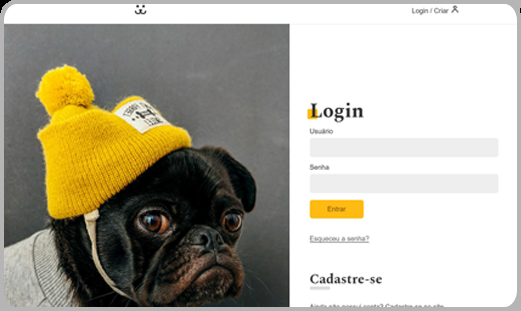 Login / Criar
Login
Usuário
Senha
Entrar
Esqueceu a senha?
Cadastre-se
Ainda não possui conta? Cadastre-se no site.